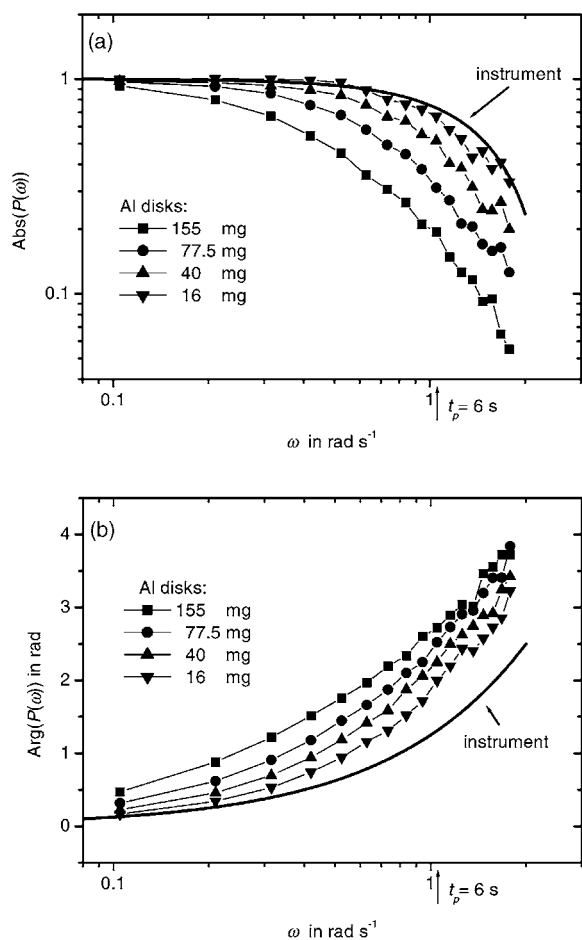 (a)
1
instrument
Abs(P(ω))
Al disks:
155 mg
77.5 mg
40 mg
16 mg
0.1
0.1
1
tp= 6 s
ω in rad s-1
(b)
4
Al disks:
155 mg
77.5 mg
40 mg
16 mg
3
Arg(P(ω)) in rad
2
instrument
1
0
0.1
1
tp= 6 s
ω in rad s-1